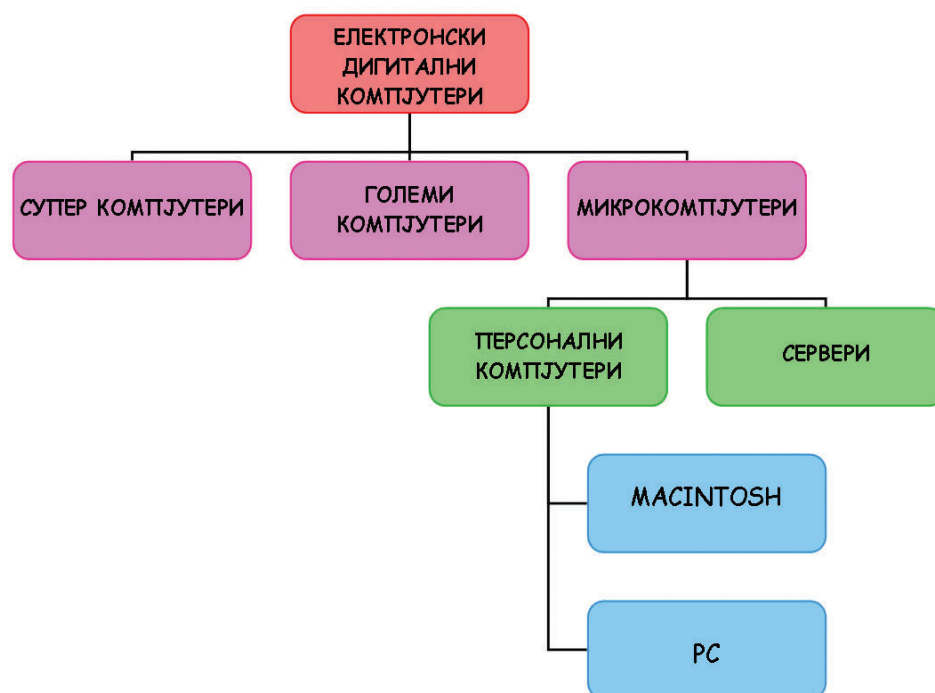 ЕЛЕКТРОНСКИ
ДИГИТАЛНИ
КОМПЈУТЕРИ
СУПЕР КОМПЈУТЕРИ
ГОЛЕМИ
КОМПЈУТЕРИ
МИКРОКОМПЈУТЕРИ
ПЕРСОНАЛНИ
КОМПЈУТЕРИ
СЕРВЕРИ
MACINTOSH
PC